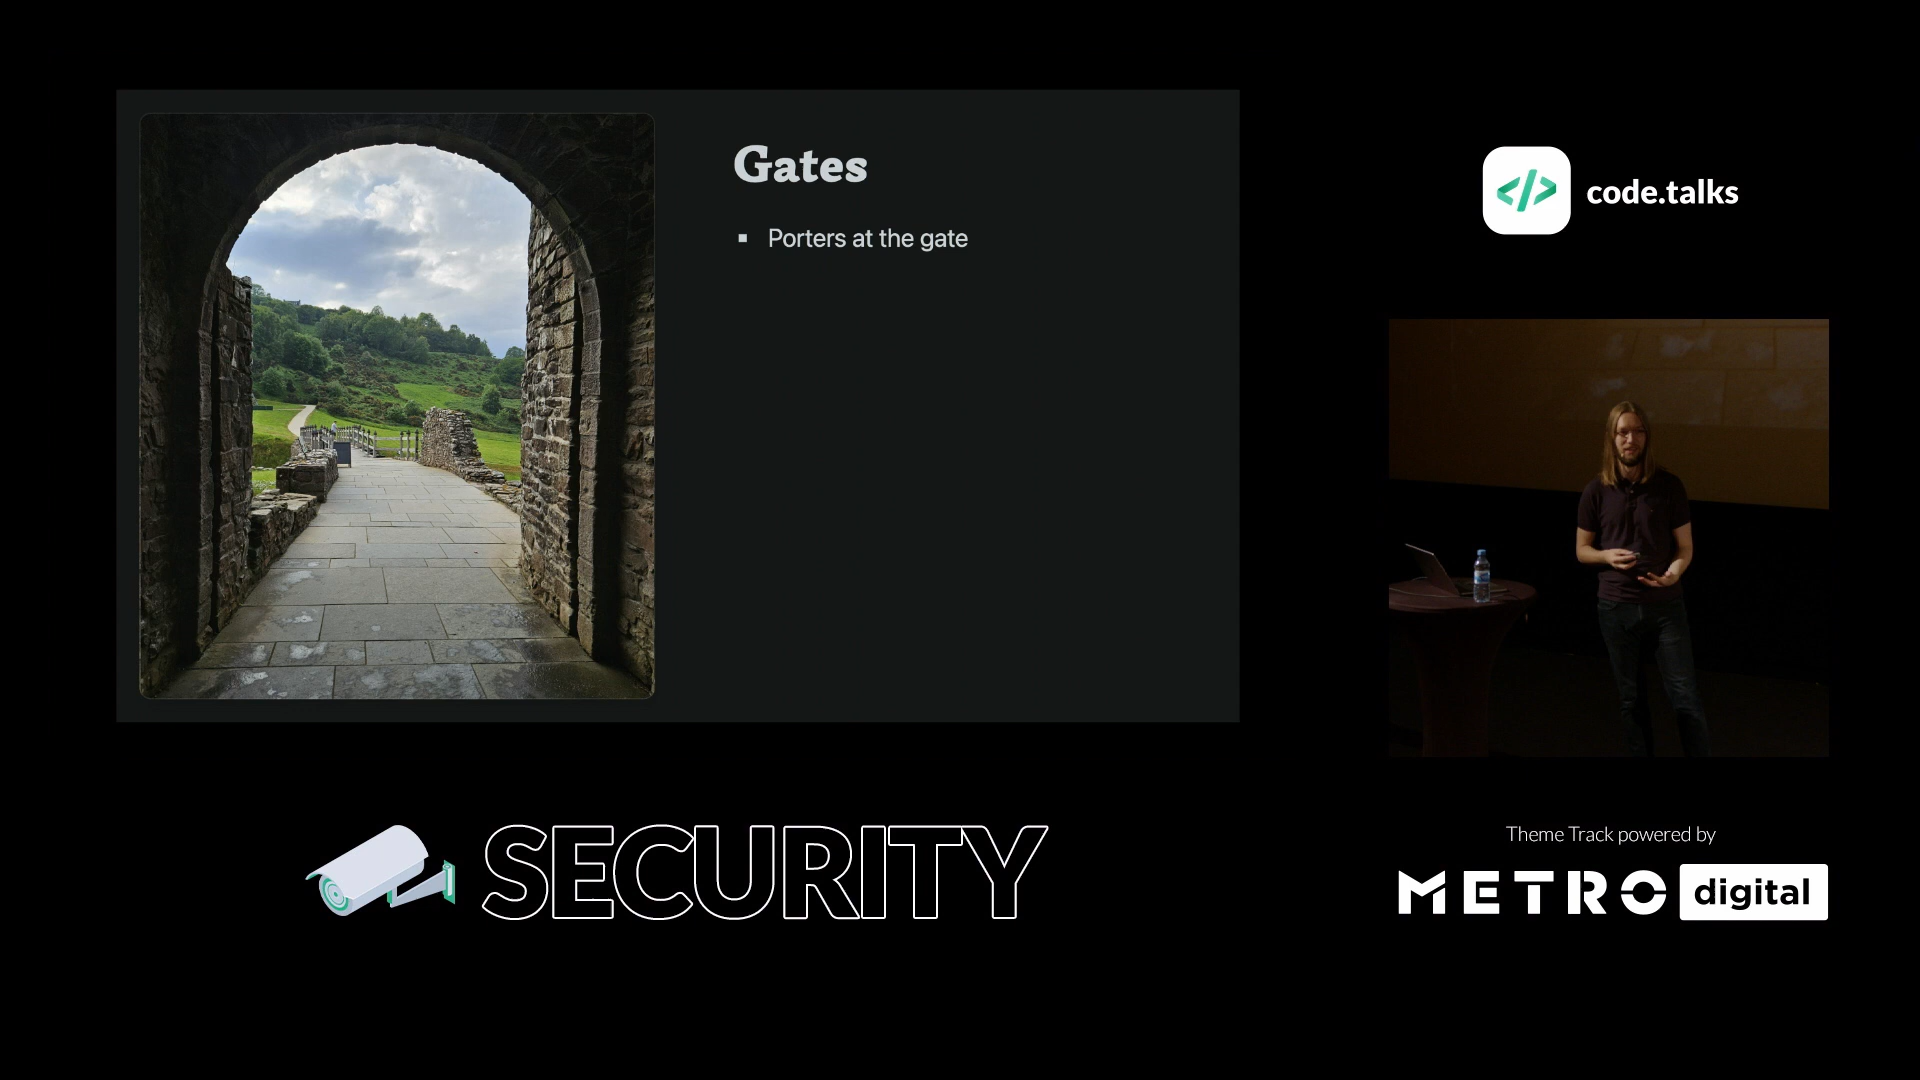 Gates
Porters at the gate
</> code.talks
SECURITY
Theme Track powered by
METRO digital